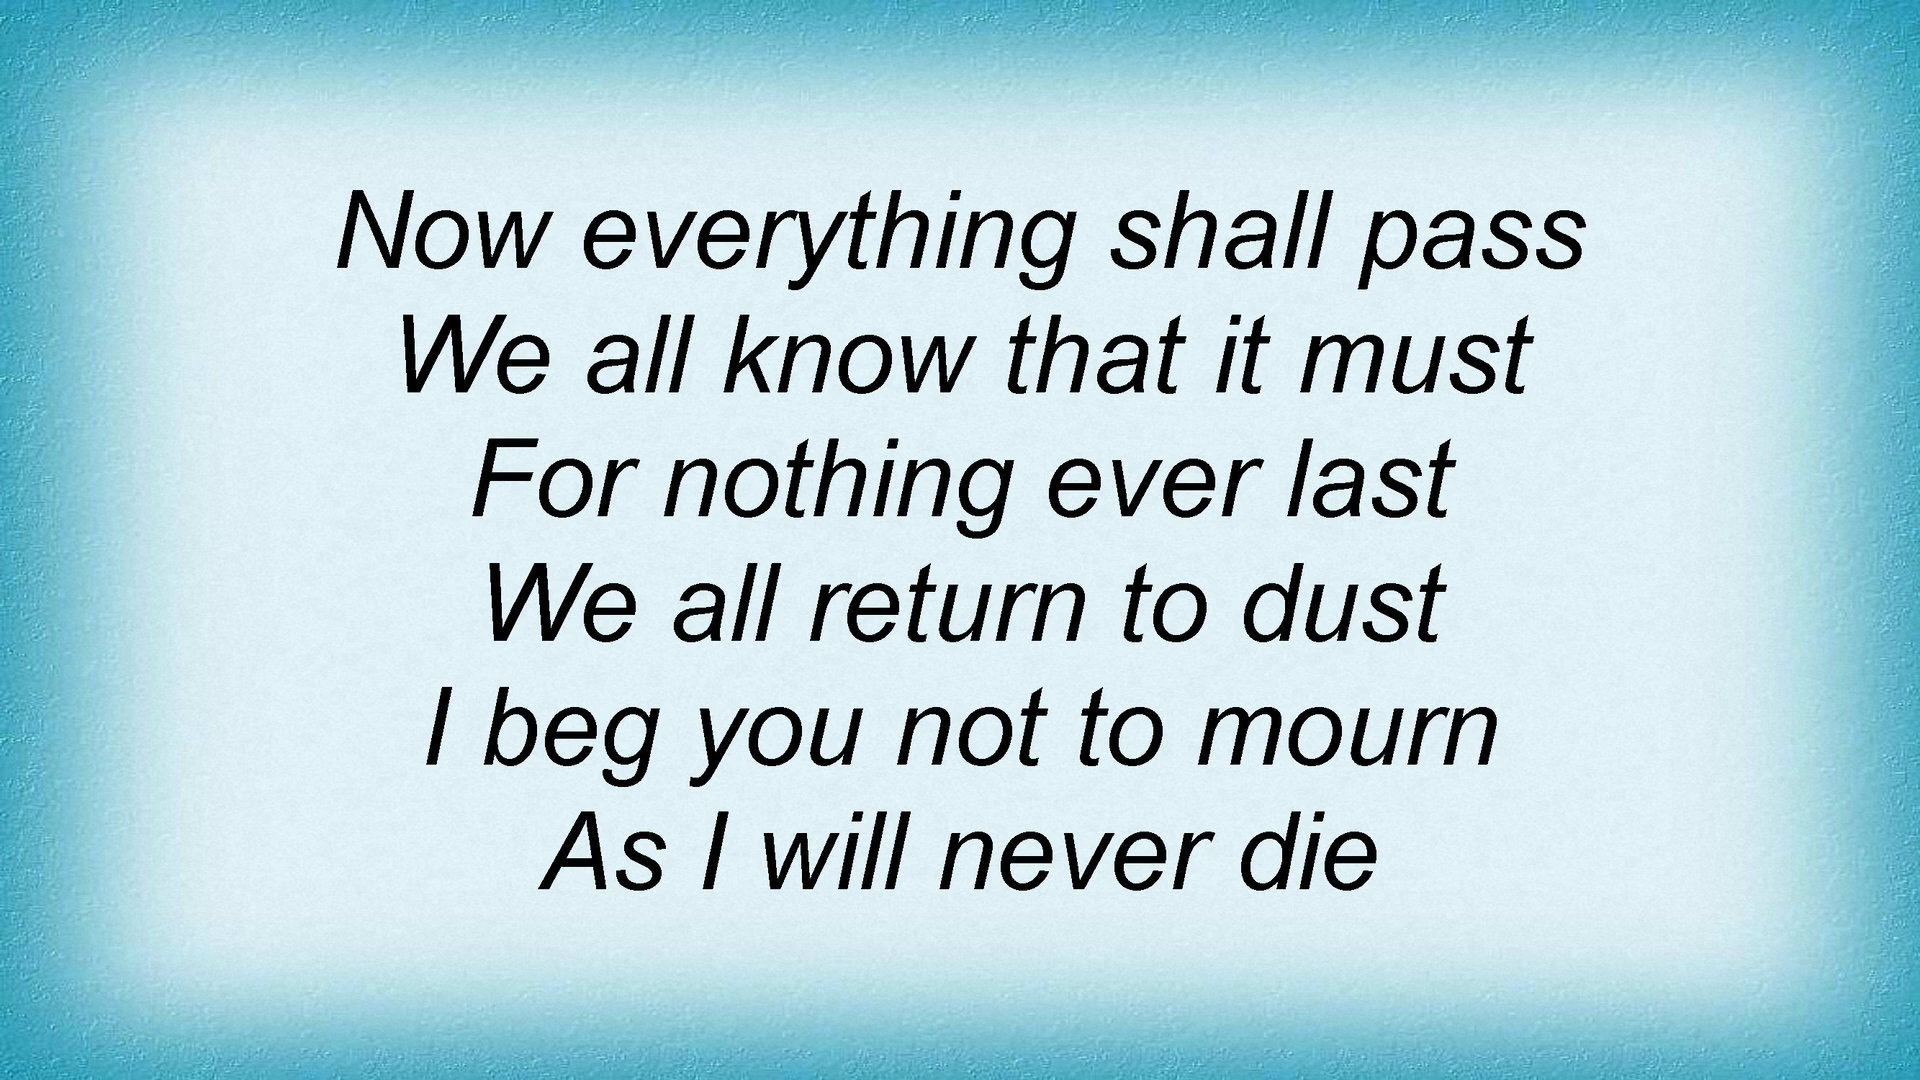 Now everything shall pass
We all know that it must
For nothing ever last
We all return to dust
I beg you not to mourn
As I will never die